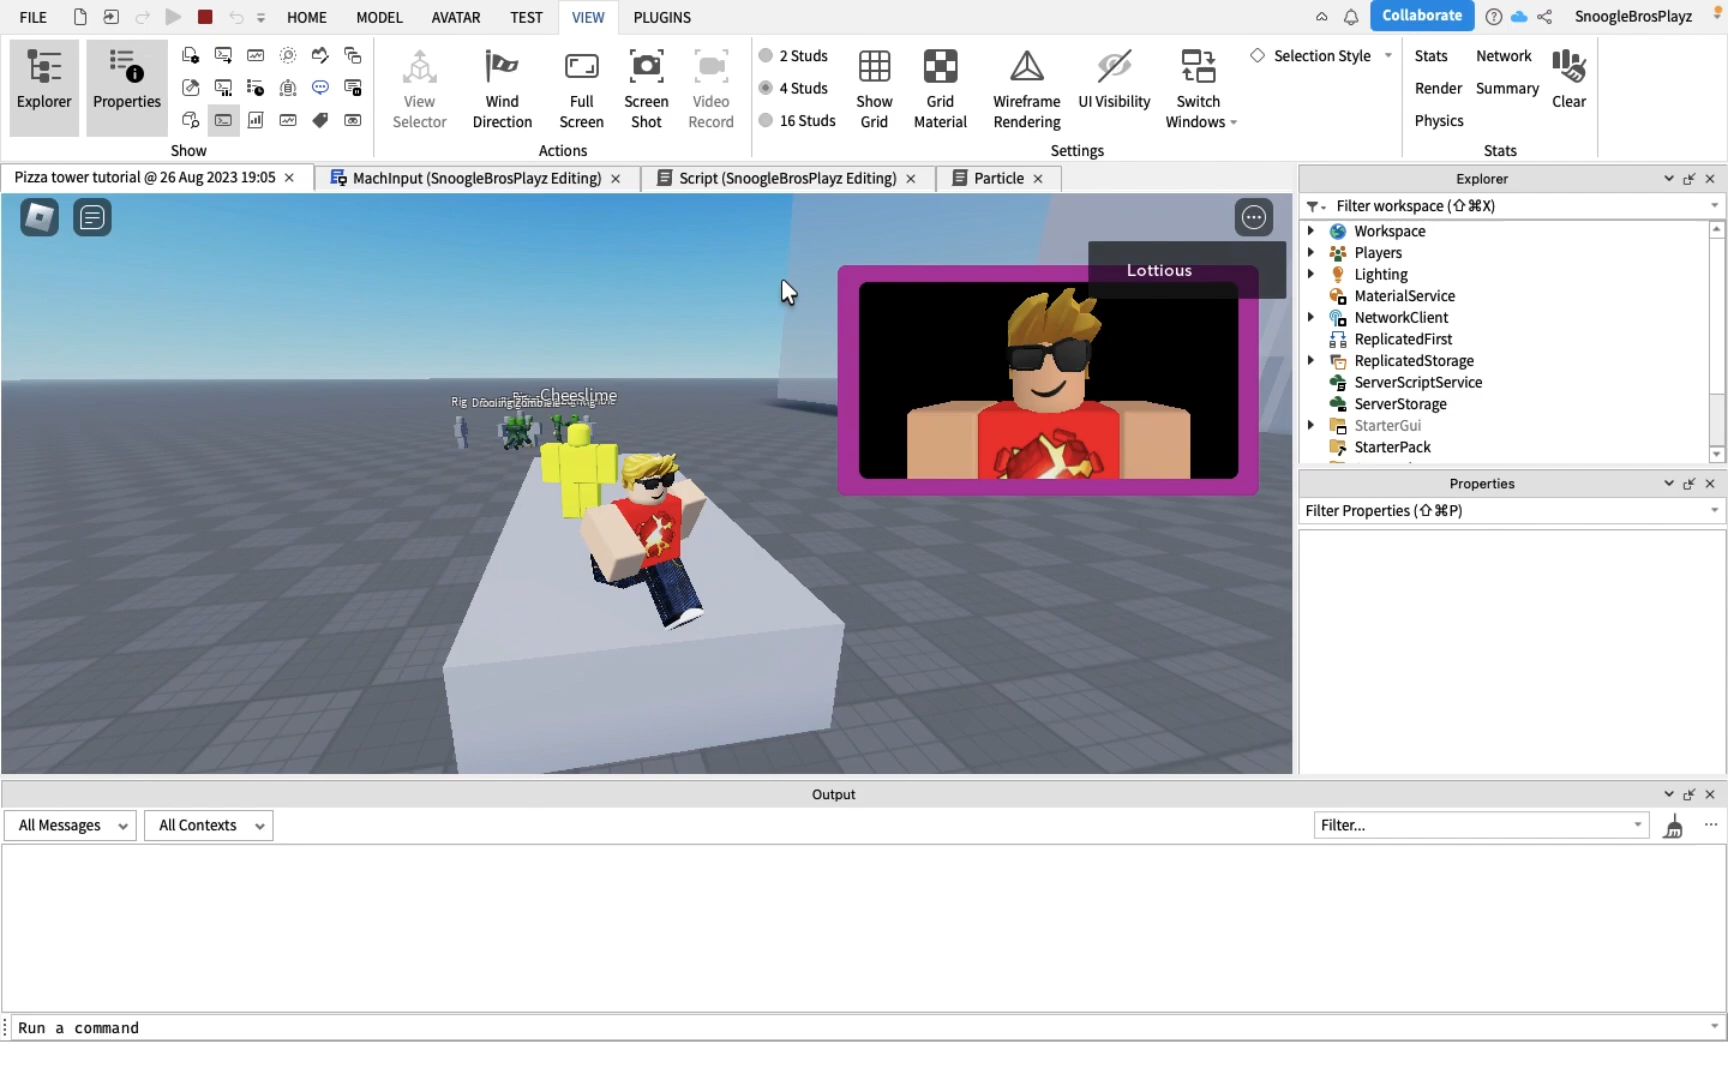 FILE HOME MODEL AVATAR TEST VIEW PLUGINS Collaborate SnoogleBrosPlayz
Explorer Properties
Show
View Selector
Wind Direction
Full Screen
Screen Shot
Video Record
Actions
2 Studs
4 Studs
16 Studs
Show Grid
Grid Material
Wireframe Rendering
UI Visibility
Switch Windows
Selection Style
Settings
Stats Network
Render Summary
Physics
Clear
Stats
Pizza tower tutorial @ 26 Aug 2023 19:05 MachInput (SnoogleBrosPlayz Editing) Script (SnoogleBrosPlayz Editing) Particle
Lottious
Cheeslime
Rig
Explorer
Filter workspace (⇧⌘X)
Workspace
Players
Lighting
MaterialService
NetworkClient
ReplicatedFirst
ReplicatedStorage
ServerScriptService
ServerStorage
StarterGui
StarterPack
Properties
Filter Properties (⇧⌘P)
Output
All Messages All Contexts Filter...
Run a command